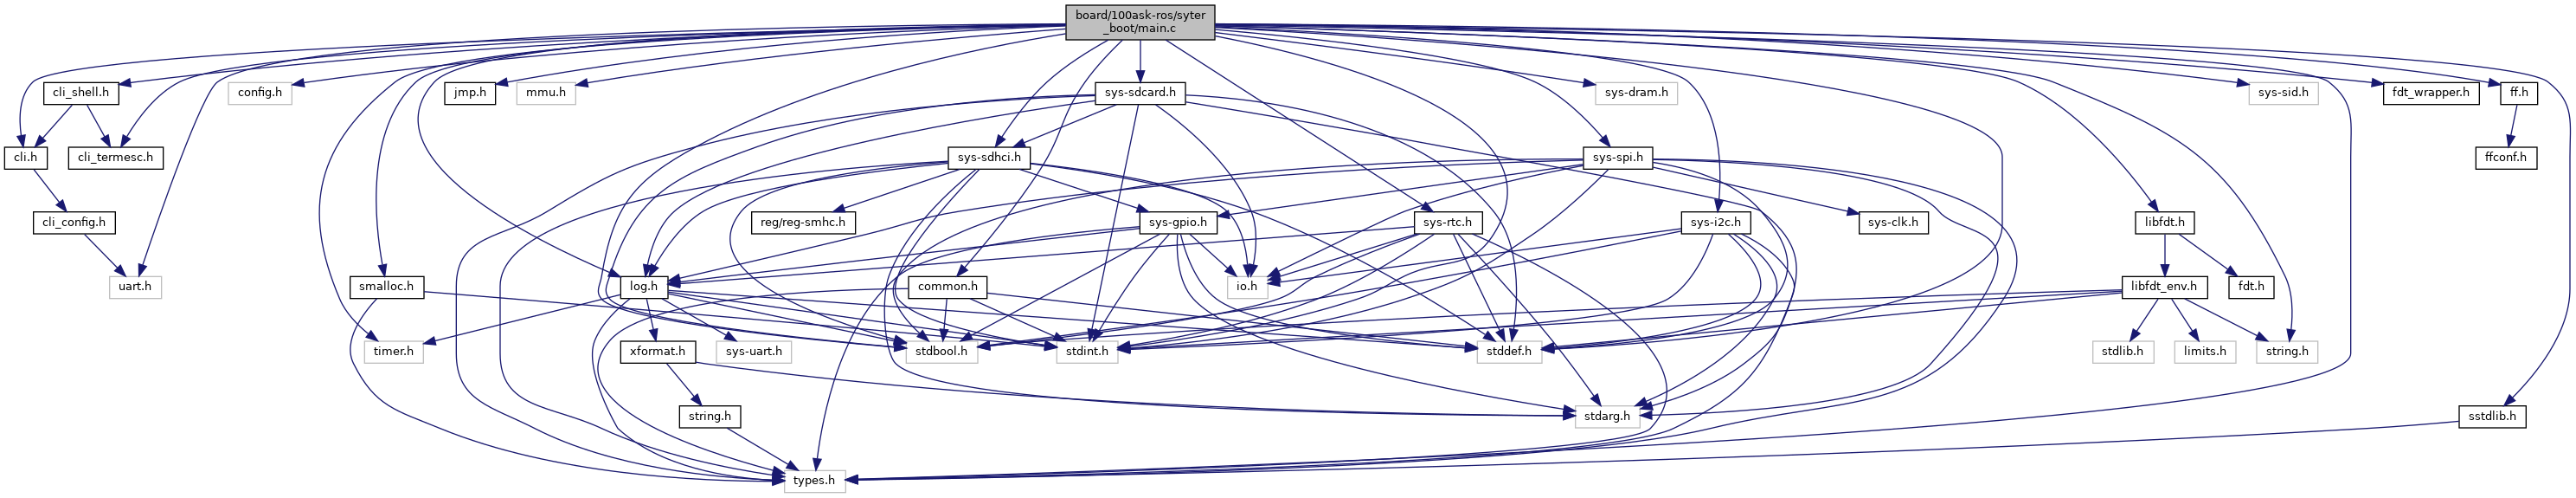 board/100ask-ros/syter
_boot/main.c
cli_shell.h
config.h
jmp.h
mmu.h
sys-sdcard.h
sys-dram.h
sys-sid.h
fdt_wrapper.h
ff.h
cli.h
cli_termesc.h
sys-sdhci.h
sys-spi.h
ffconf.h
cli_config.h
reg/reg-smhc.h
sys-gpio.h
sys-rtc.h
sys-i2c.h
sys-clk.h
libfdt.h
uart.h
smalloc.h
log.h
common.h
io.h
libfdt_env.h
fdt.h
timer.h
xformat.h
sys-uart.h
stdbool.h
stdint.h
stddef.h
stdlib.h
limits.h
string.h
string.h
stdarg.h
sstdlib.h
types.h